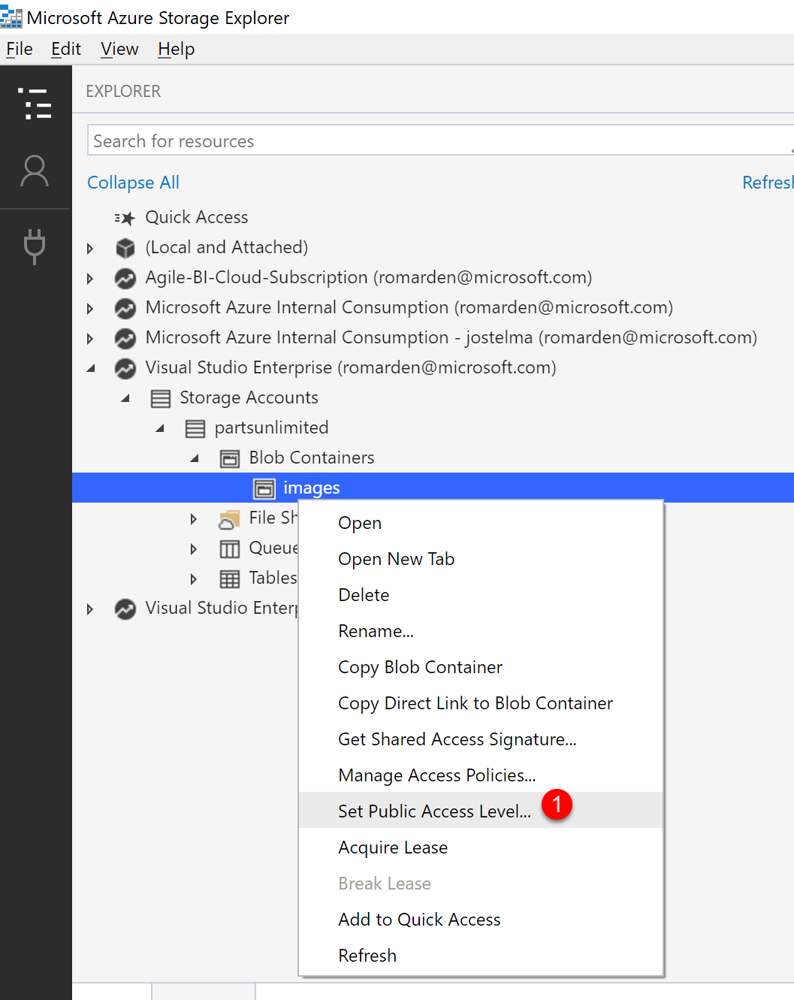 Microsoft Azure Storage Explorer
File Edit View Help
EXPLORER
Search for resources
Collapse All Refresh
Quick Access
(Local and Attached)
Agile-BI-Cloud-Subscription (romarden@microsoft.com)
Microsoft Azure Internal Consumption (romarden@microsoft.com)
Microsoft Azure Internal Consumption - jostelma (romarden@microsoft.com)
Visual Studio Enterprise (romarden@microsoft.com)
Storage Accounts
partsunlimited
Blob Containers
images
File Sh
Queue
Tables
Visual Studio Enterp
Open
Open New Tab
Delete
Rename...
Copy Blob Container
Copy Direct Link to Blob Container
Get Shared Access Signature...
Manage Access Policies...
Set Public Access Level... 1
Acquire Lease
Break Lease
Add to Quick Access
Refresh